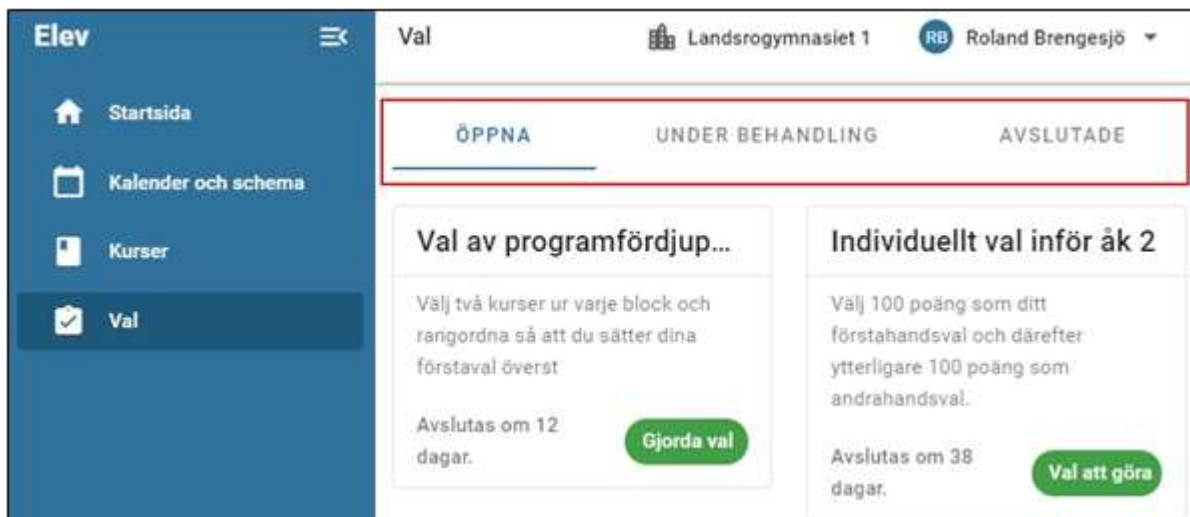 Elev
Startsida
Kalender och schema
Kurser
Val
Val
Landsrogymnasiet 1
RB Roland Brengesjö
ÖPPNA
UNDER BEHANDLING
AVSLUTADE
Val av programfördjup...
Välj två kurser ur varje block och
rangordna så att du sätter dina
förstaval överst
Avslutas om 12
dagar.
Gjorda val
Individuellt val inför åk 2
Välj 100 poäng som ditt
förstahandsval och därefter
ytterligare 100 poäng som
andrahandsval.
Avslutas om 38
dagar.
Val att göra